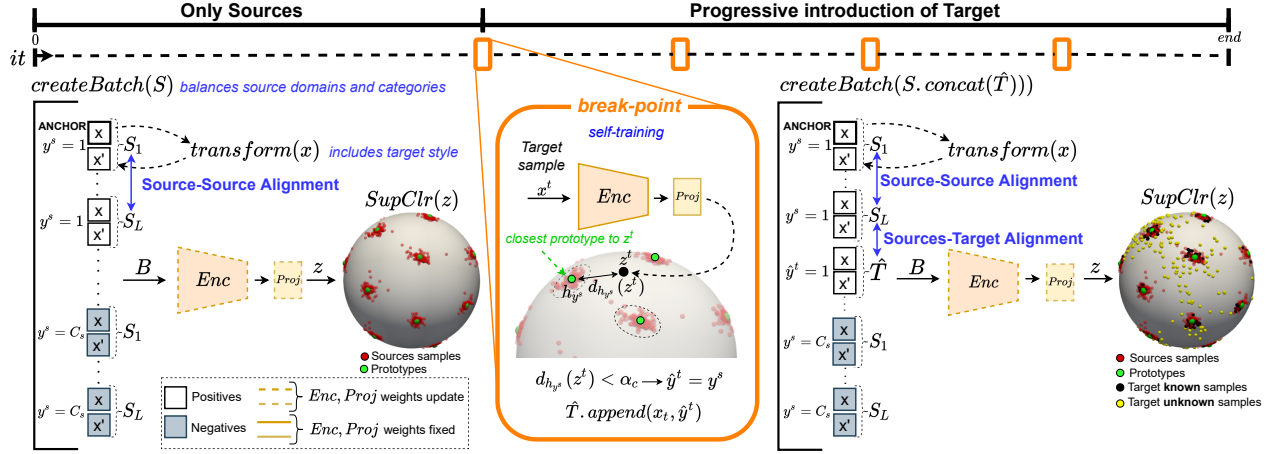 Only Sources
Progressive introduction of Target
0
end
it
createBatch(S) balances source domains and categories
ANCHOR
x
y^s = 1
S_1
x'
transform(x) includes target style
Source-Source Alignment
x
y^s = 1
S_L
x'
B
Enc
Proj
z
SupClr(z)
x
y^s = C_s
S_1
x'
x
y^s = C_s
S_L
x'
Sources samples
Prototypes
Positives
Negatives
Enc, Proj weights update
Enc, Proj weights fixed
break-point
self-training
Target
sample
x^t
Enc
Proj
closest prototype to z^t
z^t
h_{y^s}
d_{h_{y^s}}(z^t)
d_{h_{y^s}}(z^t) < α_c → ŷ^t = y^s
T̂.append(x_t, ŷ^t)
createBatch(S.concat(T̂)))
ANCHOR
x
y^s = 1
S_1
x'
transform(x)
Source-Source Alignment
x
y^s = 1
S_L
x'
Sources-Target Alignment
x
ŷ^t = 1
T̂
x'
B
Enc
Proj
z
SupClr(z)
x
y^s = C_s
S_1
x'
x
y^s = C_s
S_L
x'
Sources samples
Prototypes
Target known samples
Target unknown samples